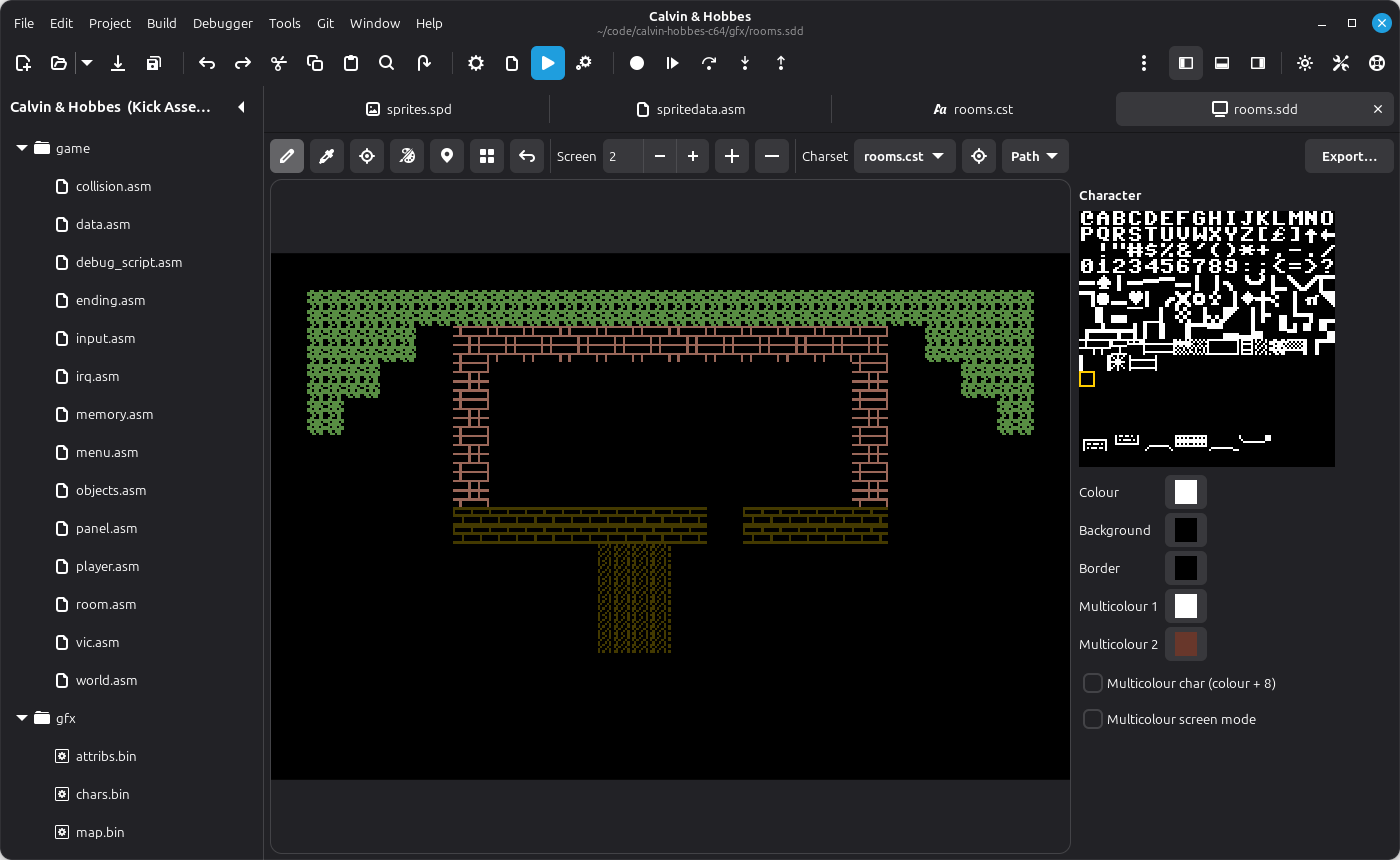 Calvin & Hobbes
~/code/calvin-hobbes-c64/gfx/rooms.sdd
File Edit Project Build Debugger Tools Git Window Help
Calvin & Hobbes (Kick Asse…
game
collision.asm
data.asm
debug_script.asm
ending.asm
input.asm
irq.asm
memory.asm
menu.asm
objects.asm
panel.asm
player.asm
room.asm
vic.asm
world.asm
gfx
attribs.bin
chars.bin
map.bin
sprites.spd spritedata.asm Aa rooms.cst rooms.sdd
Screen 2 Charset rooms.cst Path Export…
Character
@ABCDEFGHIJKLMNO
PQRSTUVWXYZ[£]↑←
!"#$%&'()*+,-./
0123456789:;<=>?
Colour
Background
Border
Multicolour 1
Multicolour 2
Multicolour char (colour + 8)
Multicolour screen mode